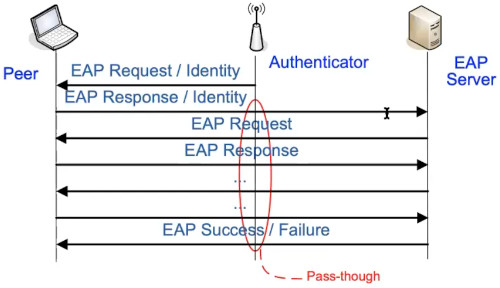 Peer
Authenticator
EAP
Server
EAP Request / Identity
EAP Response / Identity
EAP Request
EAP Response
...
...
EAP Success / Failure
Pass-though